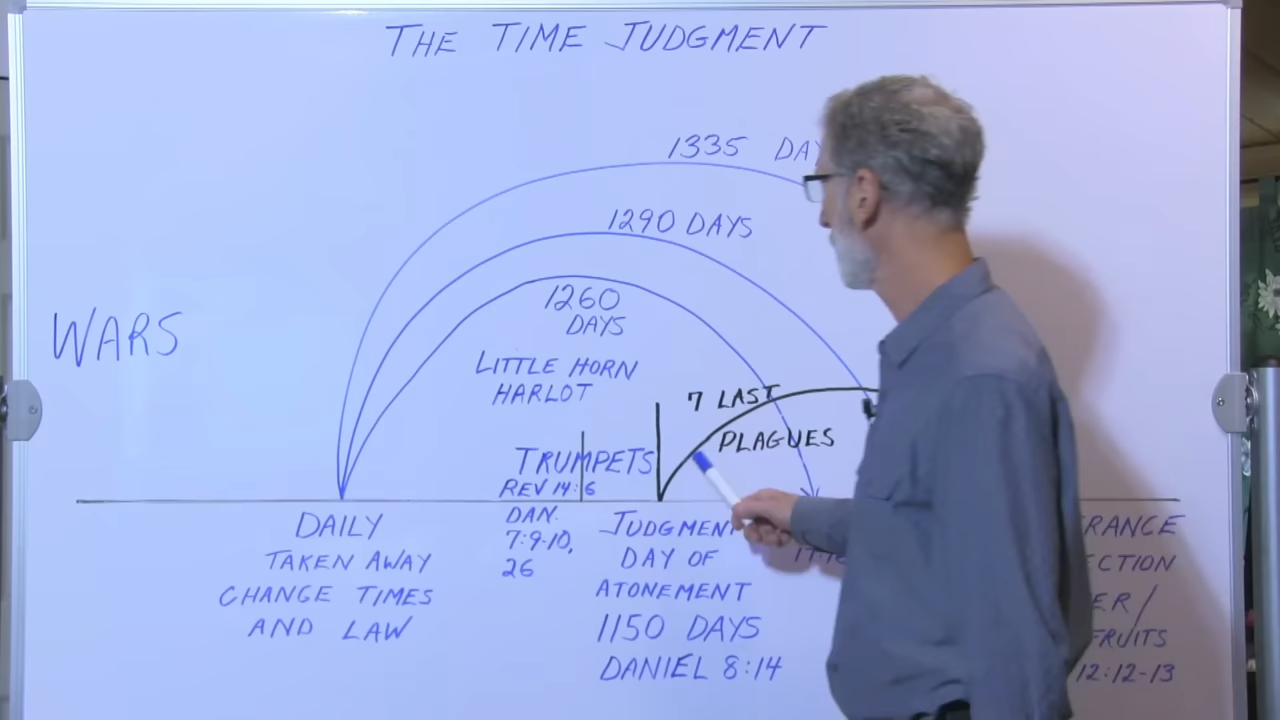 THE TIME JUDGMENT
1335 DAY
1290 DAYS
1260
DAYS
WARS
LITTLE HORN
HARLOT
7 LAST
PLAGUES
TRUMPETS
REV 14:6
DAN.
7:9-10,
26
DAILY
TAKEN AWAY
CHANGE TIMES
AND LAW
JUDGMEN
DAY OF
ATONEMENT
1150 DAYS
DANIEL 8:14
RANCE
ECTION
ER/
FRUITS
12:12-13